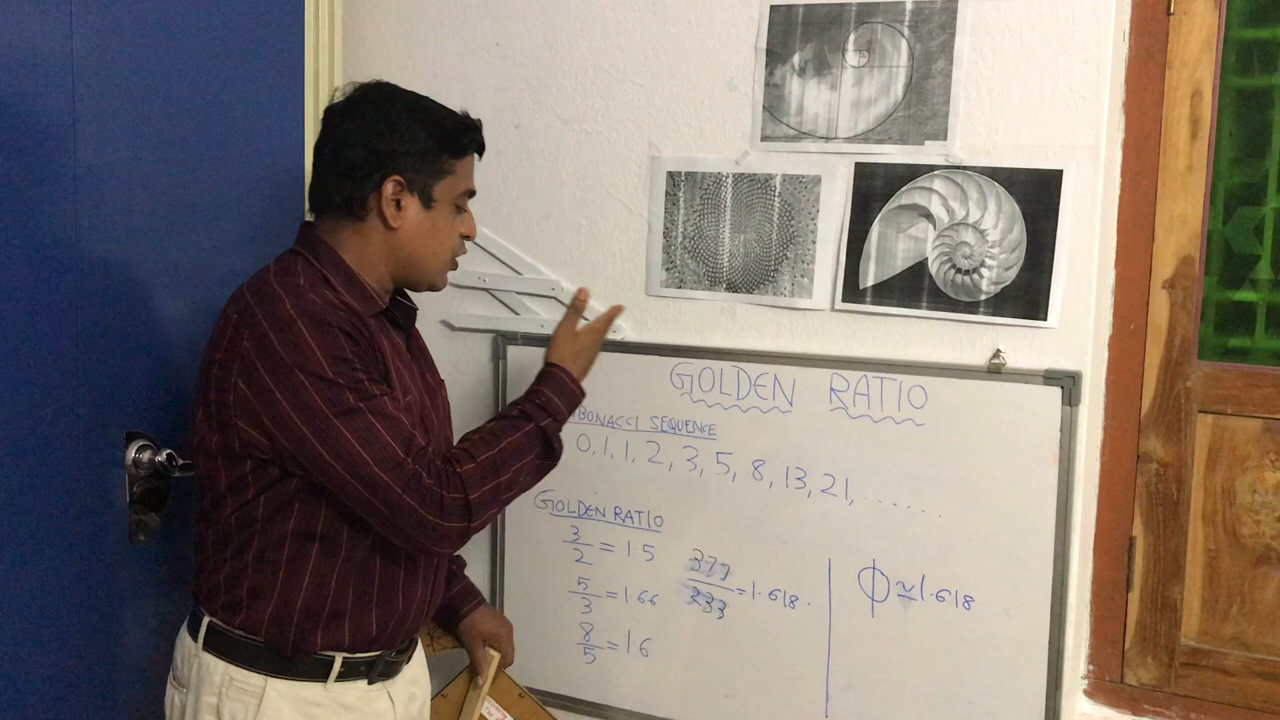 GOLDEN RATIO
BONACCI SEQUENCE
0, 1, 1, 2, 3, 5, 8, 13, 21, . . . . . .
GOLDEN RATIO
3/2 = 1 5
5/3 = 1.66
8/5 = 1 6
377/233 = 1.618.
Φ ≃ 1.618